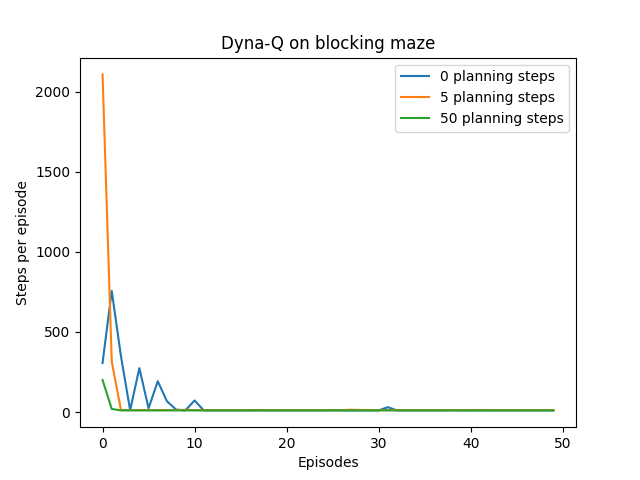 Dyna-Q on blocking maze
0 planning steps
5 planning steps
50 planning steps
Steps per episode
2000
1500
1000
500
0
0 10 20 30 40 50
Episodes